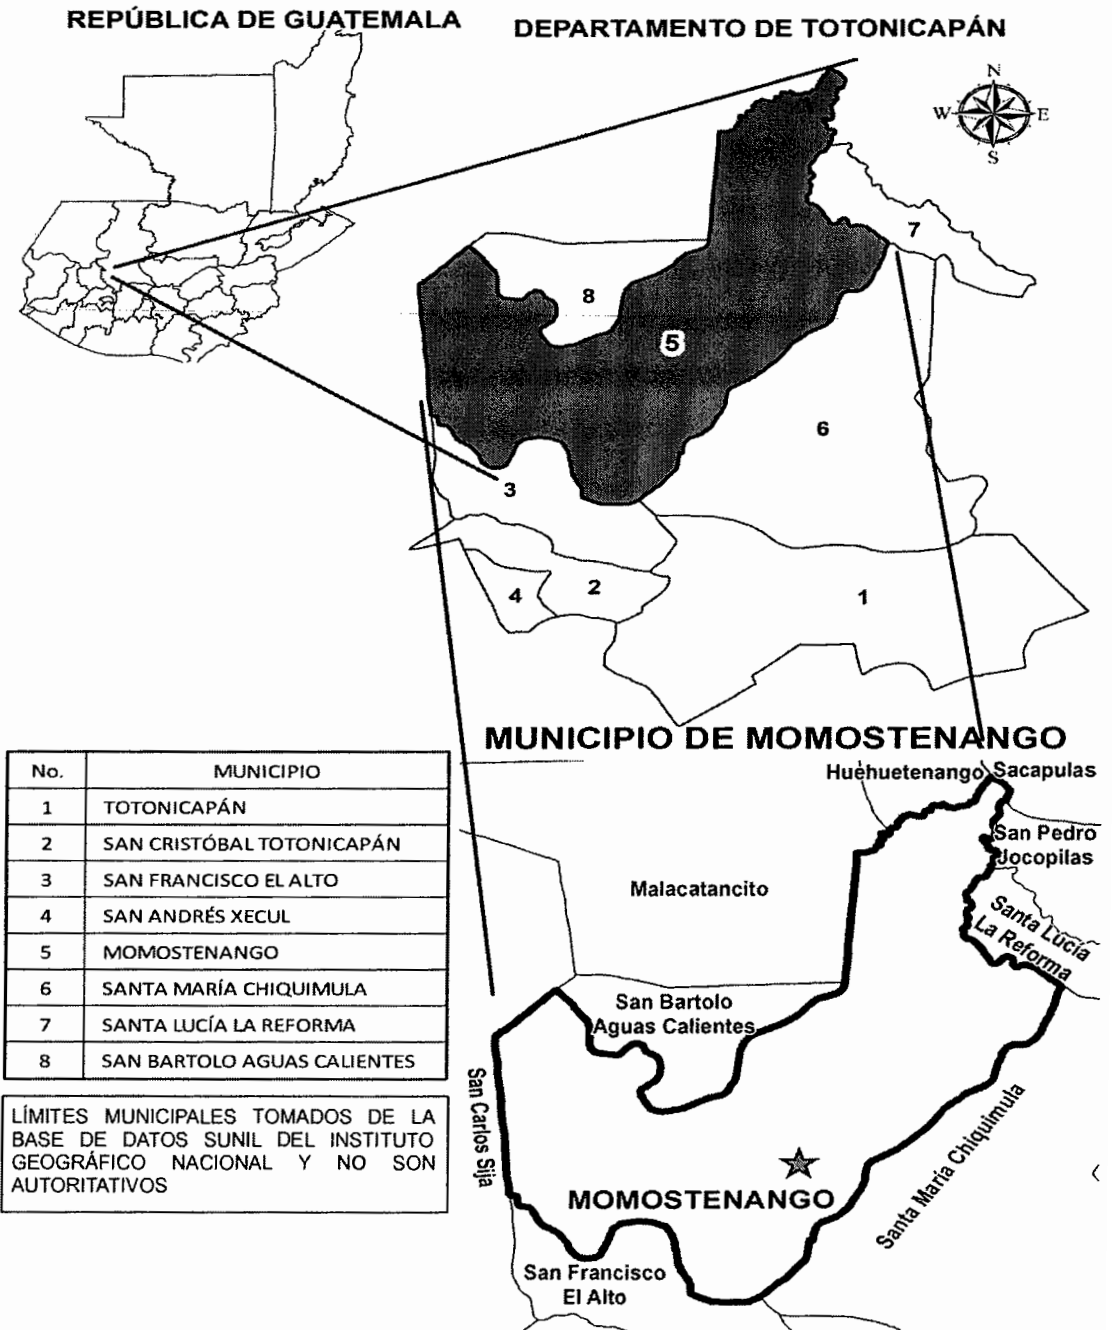 REPÚBLICA DE GUATEMALA
DEPARTAMENTO DE TOTONICAPÁN
N
W E
S
7
8
5
6
3
4
2
1
MUNICIPIO DE MOMOSTENANGO
No. MUNICIPIO
1 TOTONICAPÁN
2 SAN CRISTÓBAL TOTONICAPÁN
3 SAN FRANCISCO EL ALTO
4 SAN ANDRÉS XECUL
5 MOMOSTENANGO
6 SANTA MARÍA CHIQUIMULA
7 SANTA LUCÍA LA REFORMA
8 SAN BARTOLO AGUAS CALIENTES
LÍMITES MUNICIPALES TOMADOS DE LA
BASE DE DATOS SUNIL DEL INSTITUTO
GEOGRÁFICO NACIONAL Y NO SON
AUTORITATIVOS
Huehuetenango
Sacapulas
San Pedro
Jocopilas
Malacatancito
Santa Lucía
La Reforma
San Bartolo
Aguas Calientes
San Carlos Sija
Santa María Chiquimula
MOMOSTENANGO
San Francisco
El Alto